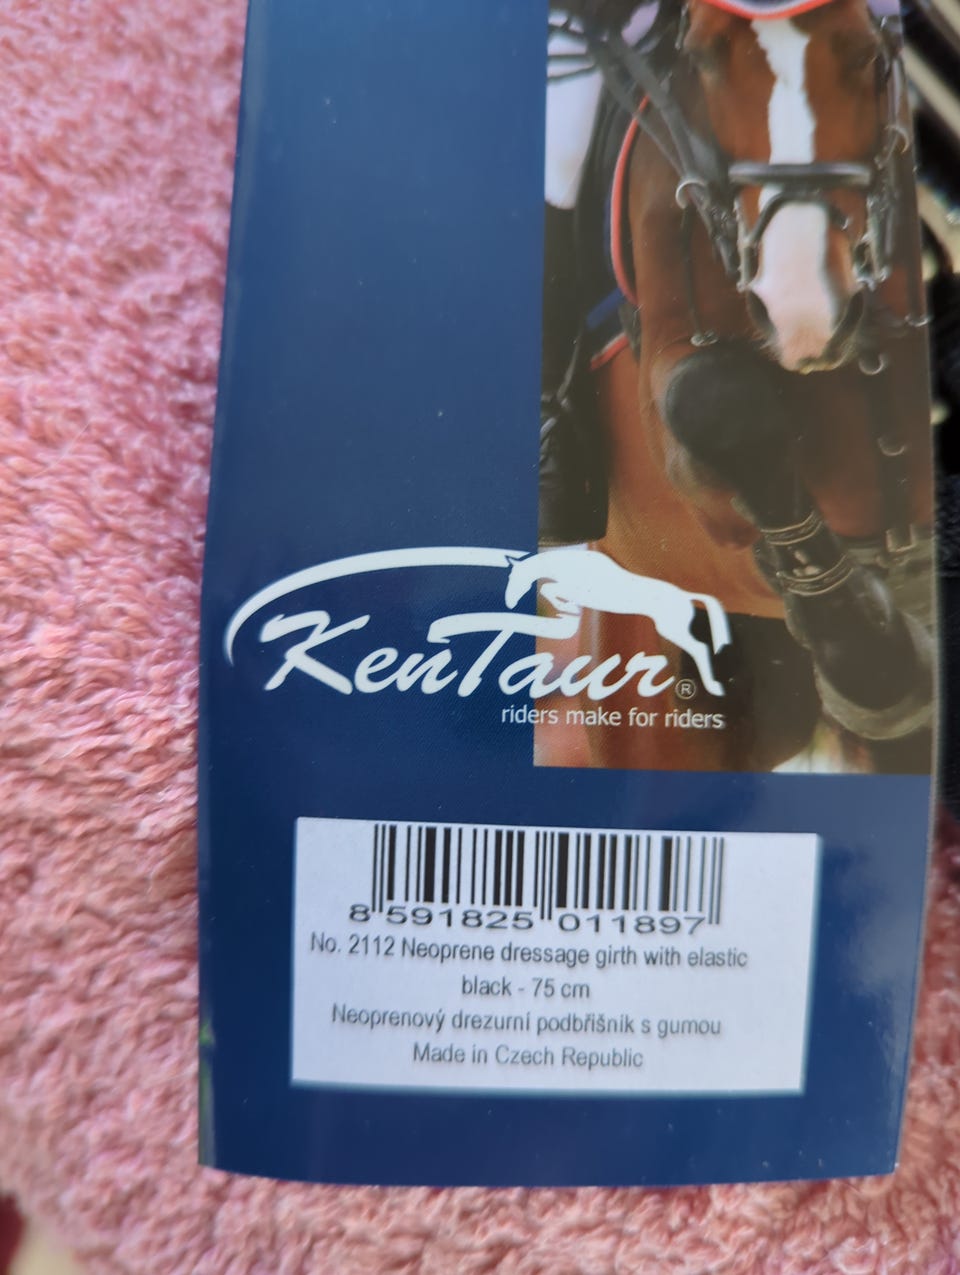 KenTaur®
riders make for riders
8 591825 011897
No. 2112 Neoprene dressage girth with elastic
black - 75 cm
Neoprenový drezurní podbřišník s gumou
Made in Czech Republic